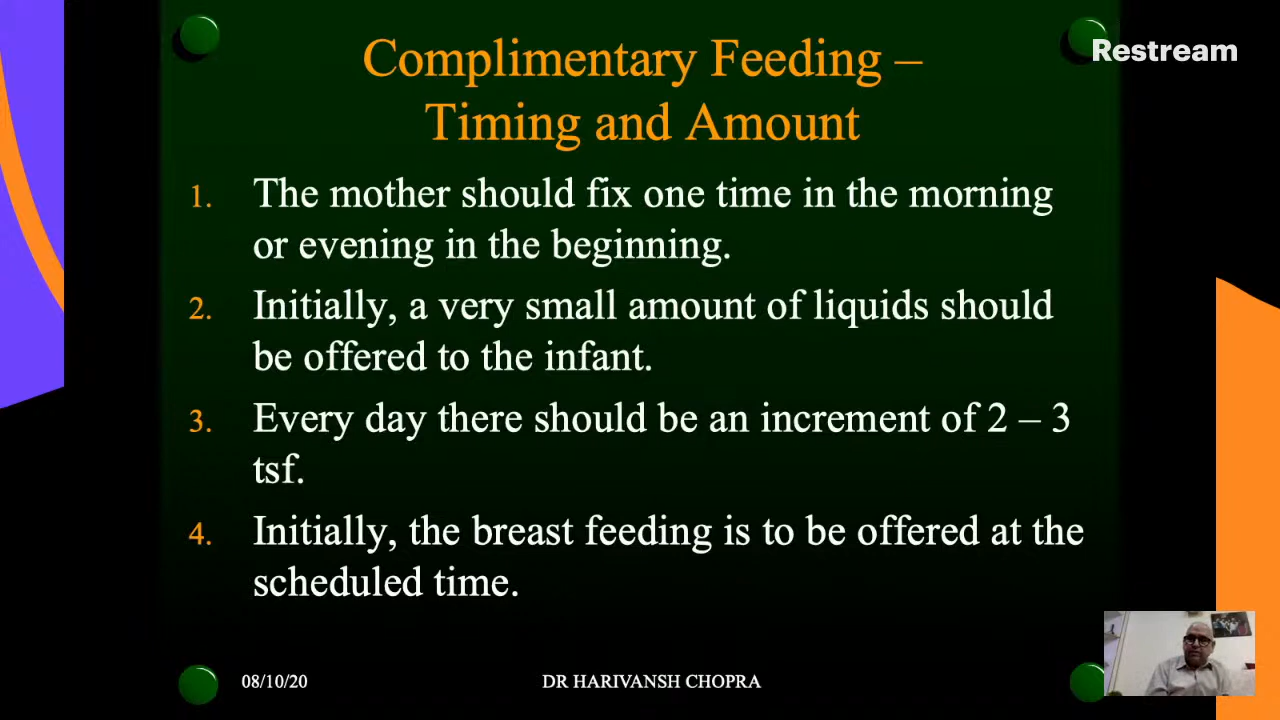 Complimentary Feeding –
Timing and Amount
Restream
1. The mother should fix one time in the morning
or evening in the beginning.
2. Initially, a very small amount of liquids should
be offered to the infant.
3. Every day there should be an increment of 2 – 3
tsf.
4. Initially, the breast feeding is to be offered at the
scheduled time.
08/10/20
DR HARIVANSH CHOPRA